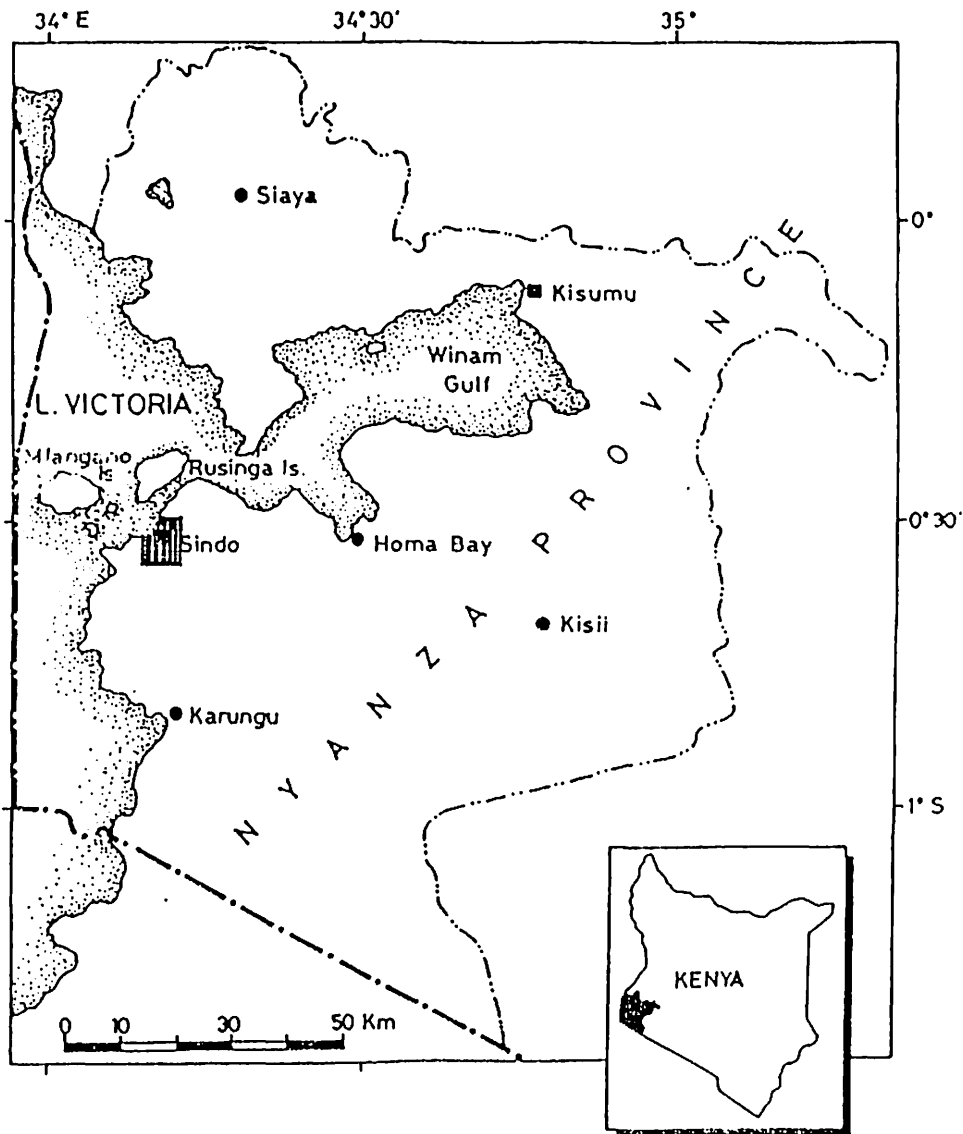 34° E
34°30'
35°
Siaya
0°
Kisumu
Winam
Gulf
L. VICTORIA
Mfangano
Is
Rusinga Is.
0°30
Sindo
Homa Bay
Kisii
Karungu
NYANZA PROVINCE
1° S
KENYA
0 10 30 50 Km